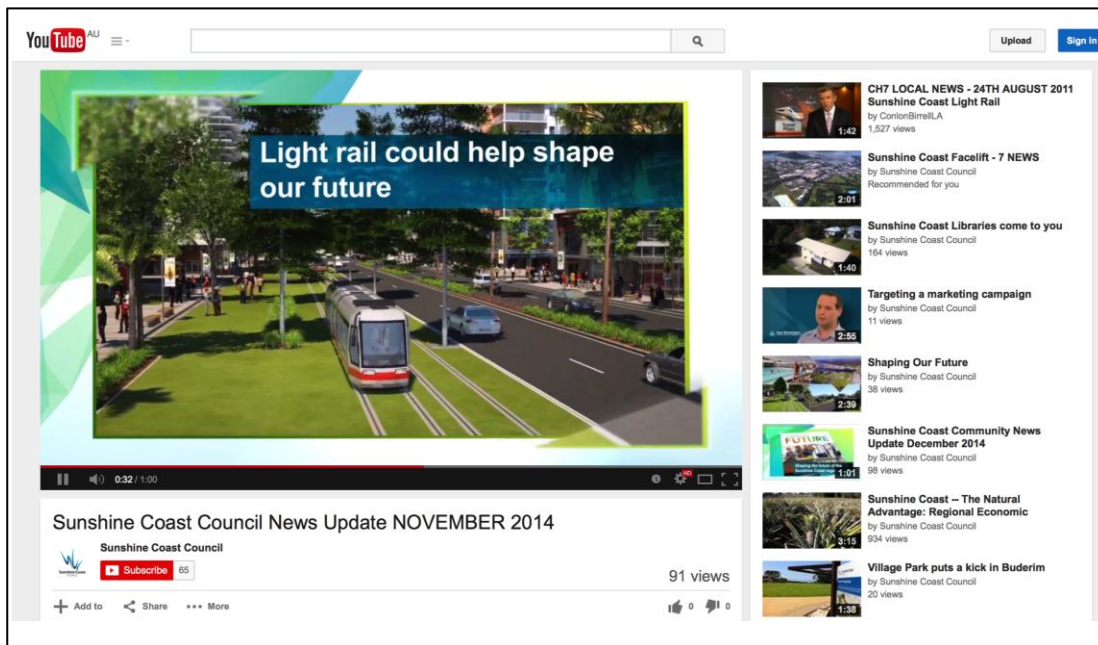 YouTube AU
Upload
Sign in
Light rail could help shape
our future
0:32 / 1:00
HD
Sunshine Coast Council News Update NOVEMBER 2014
Sunshine Coast Council
Subscribe 65
91 views
Add to Share More
0 0
CH7 LOCAL NEWS - 24TH AUGUST 2011
Sunshine Coast Light Rail
by ConlonBirrellLA
1,527 views
1:42
Sunshine Coast Facelift - 7 NEWS
by Sunshine Coast Council
Recommended for you
2:01
Sunshine Coast Libraries come to you
by Sunshine Coast Council
164 views
1:40
Targeting a marketing campaign
by Sunshine Coast Council
11 views
2:55
Shaping Our Future
by Sunshine Coast Council
38 views
2:39
Sunshine Coast Community News
Update December 2014
by Sunshine Coast Council
98 views
FUTURE
1:01
Sunshine Coast -- The Natural
Advantage: Regional Economic
by Sunshine Coast Council
934 views
3:15
Village Park puts a kick in Buderim
by Sunshine Coast Council
20 views
1:38